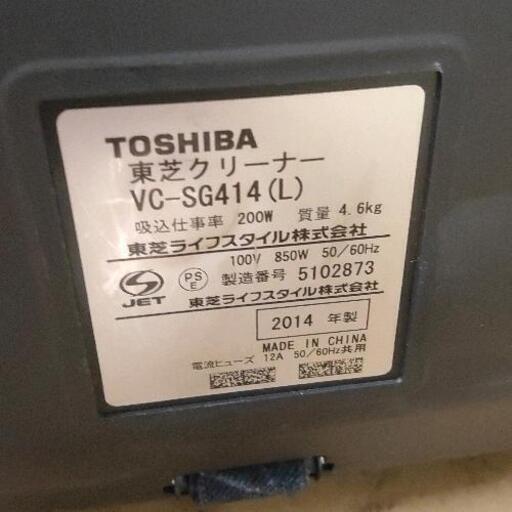 TOSHIBA
東芝クリーナー
VC-SG414(L)
吸込仕事率 200W 質量 4.6kg
東芝ライフスタイル株式会社
100V 850W 50/60Hz
JET PSE 製造番号 5102873
東芝ライフスタイル株式会社
2014 年製
MADE IN CHINA
電流ヒューズ 12A 50/60Hz共用